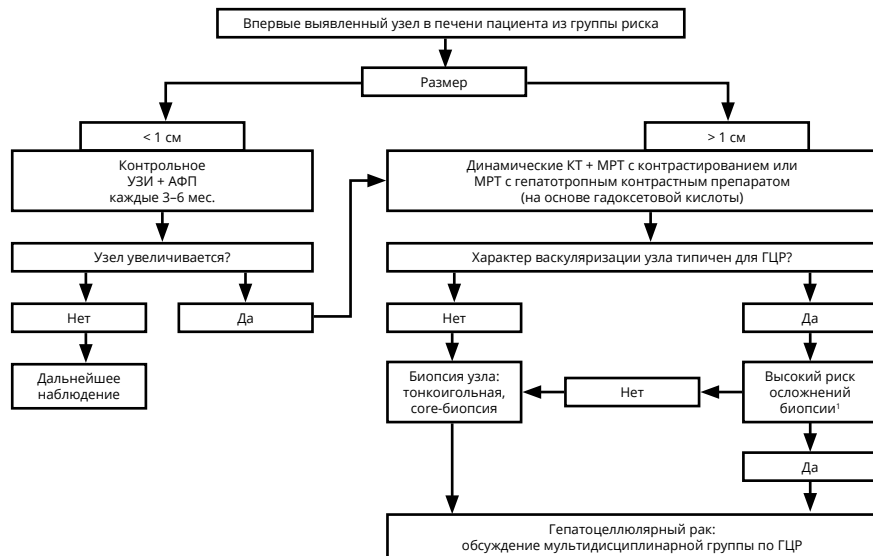 Впервые выявленный узел в печени пациента из группы риска
Размер
< 1 см
> 1 см
Контрольное
УЗИ + АФП
каждые 3–6 мес.
Динамические КТ + МРТ с контрастированием или
МРТ с гепатотропным контрастным препаратом
(на основе гадоксетовой кислоты)
Узел увеличивается?
Характер васкуляризации узла типичен для ГЦР?
Нет
Да
Нет
Да
Дальнейшее
наблюдение
Биопсия узла:
тонкоигольная,
core-биопсия
Нет
Высокий риск
осложнений
биопсии¹
Да
Гепатоцеллюлярный рак:
обсуждение мультидисциплинарной группы по ГЦР